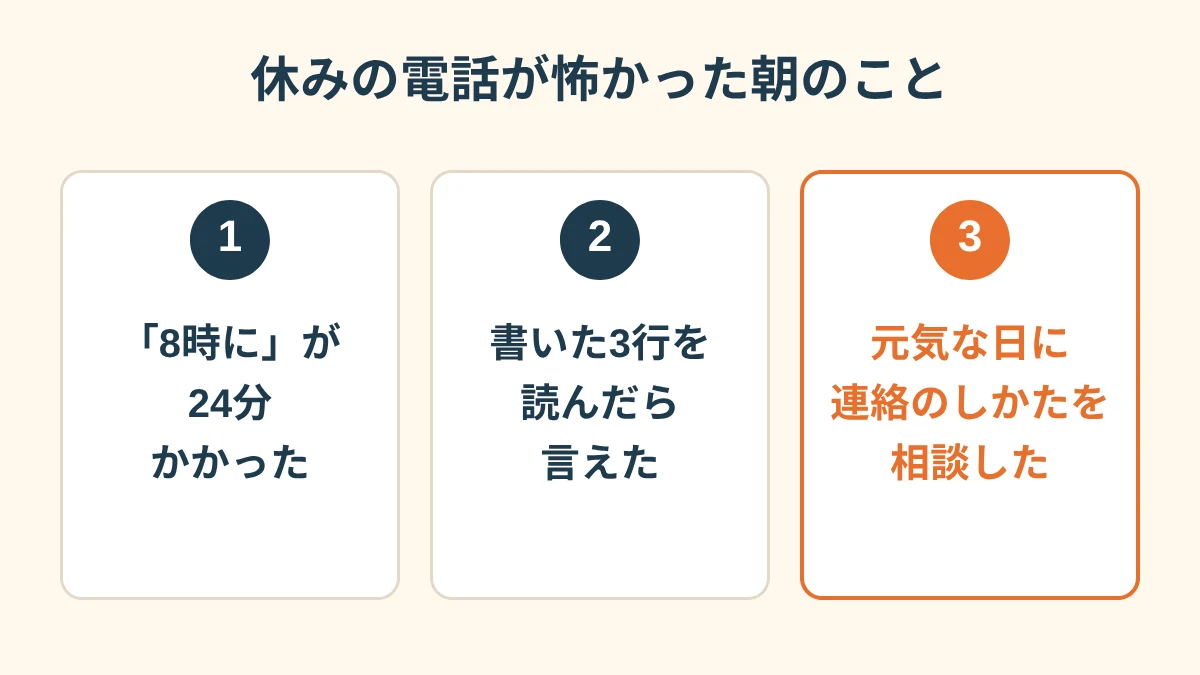 休みの電話が怖かった朝のこと
1
「8時に」が
24分
かかった
2
書いた3行を
読んだら
言えた
3
元気な日に
連絡のしかたを
相談した